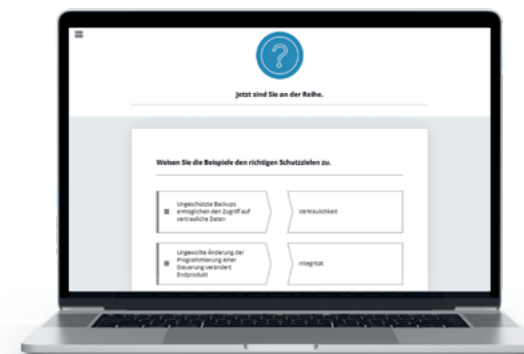 ?
Jetzt sind Sie an der Reihe.
Weisen Sie die Beispiele den richtigen Schutzzielen zu.
Ungeschützte Backups
ermöglichen den Zugriff auf
vertrauliche Daten
Vertraulichkeit
Ungewollte Änderung der
Programmierung einer
Steuerung verändert
Endprodukt
Integrität